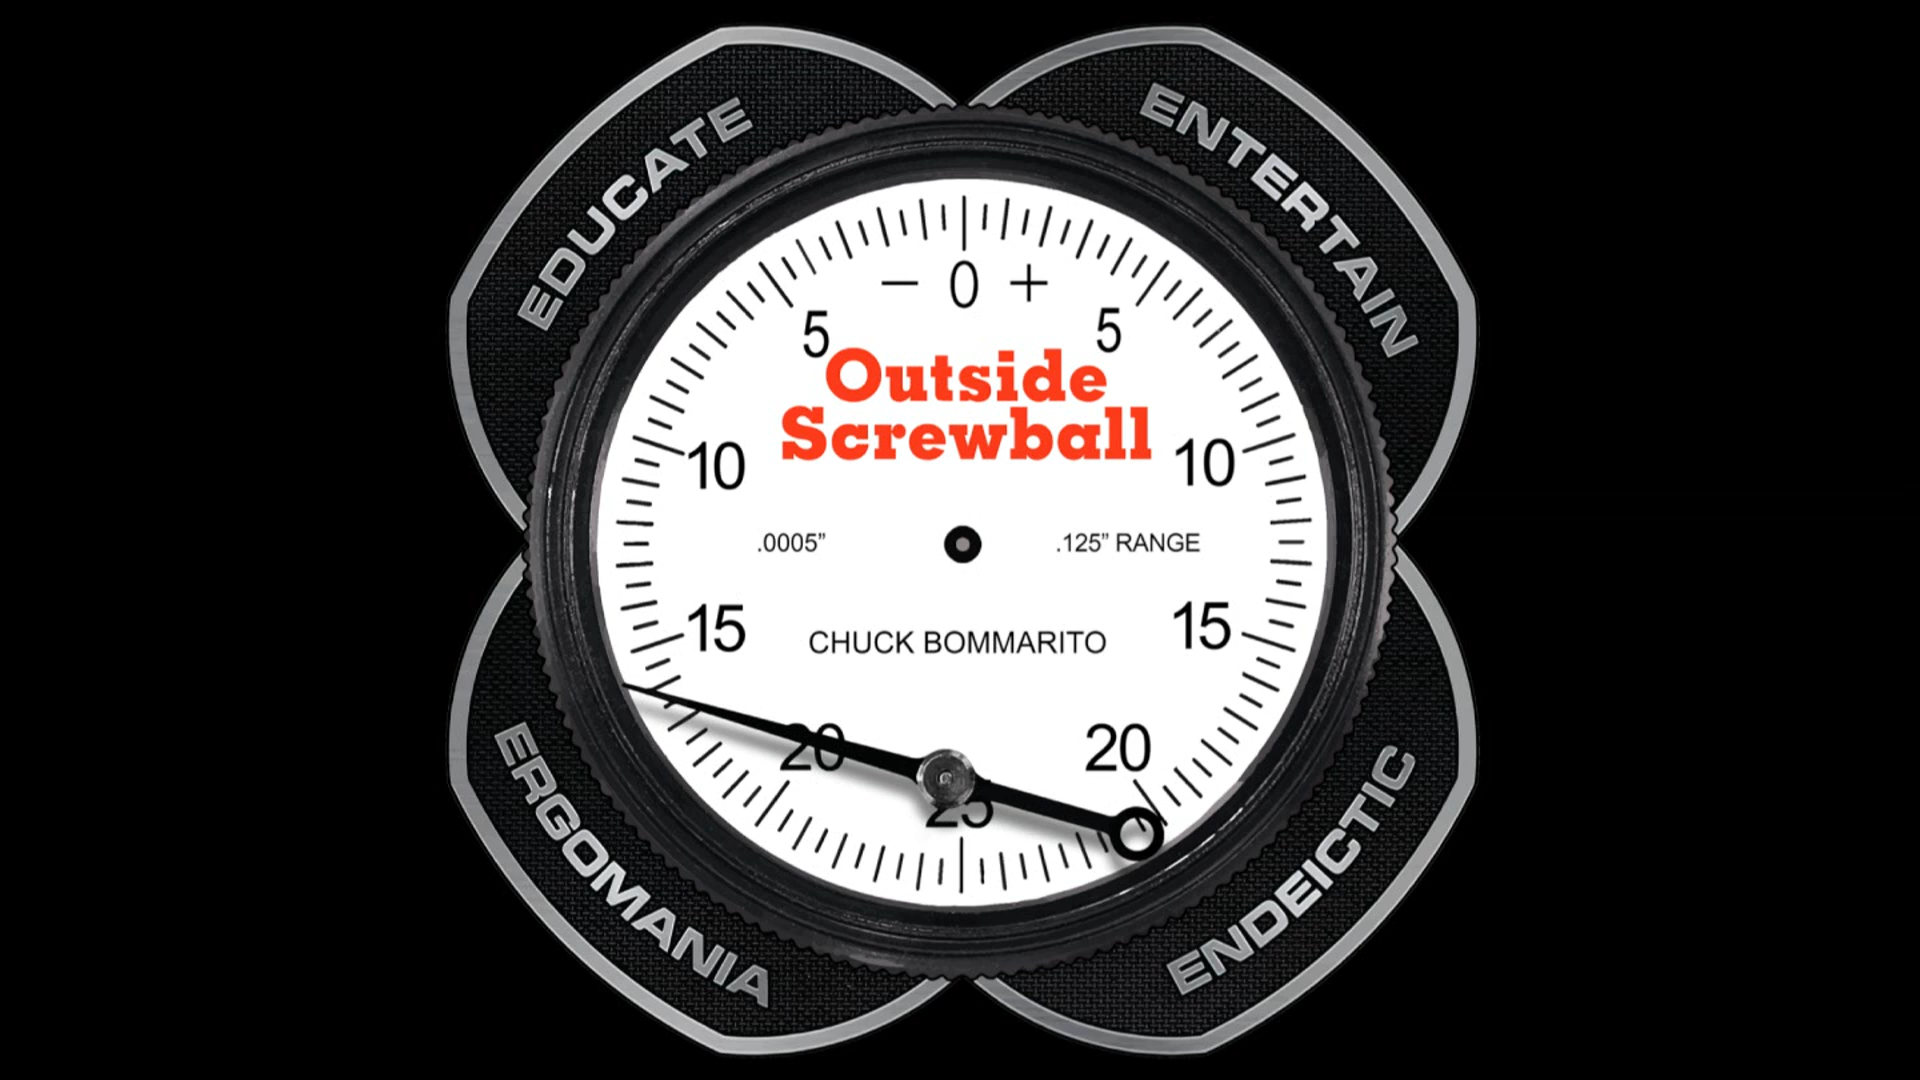 EDUCATE
ENTERTAIN
− 0 +
5 5
Outside
Screwball
10 10
.0005” .125” RANGE
15 15
CHUCK BOMMARITO
20 20
25
ERGOMANIA
ENDEICTIC